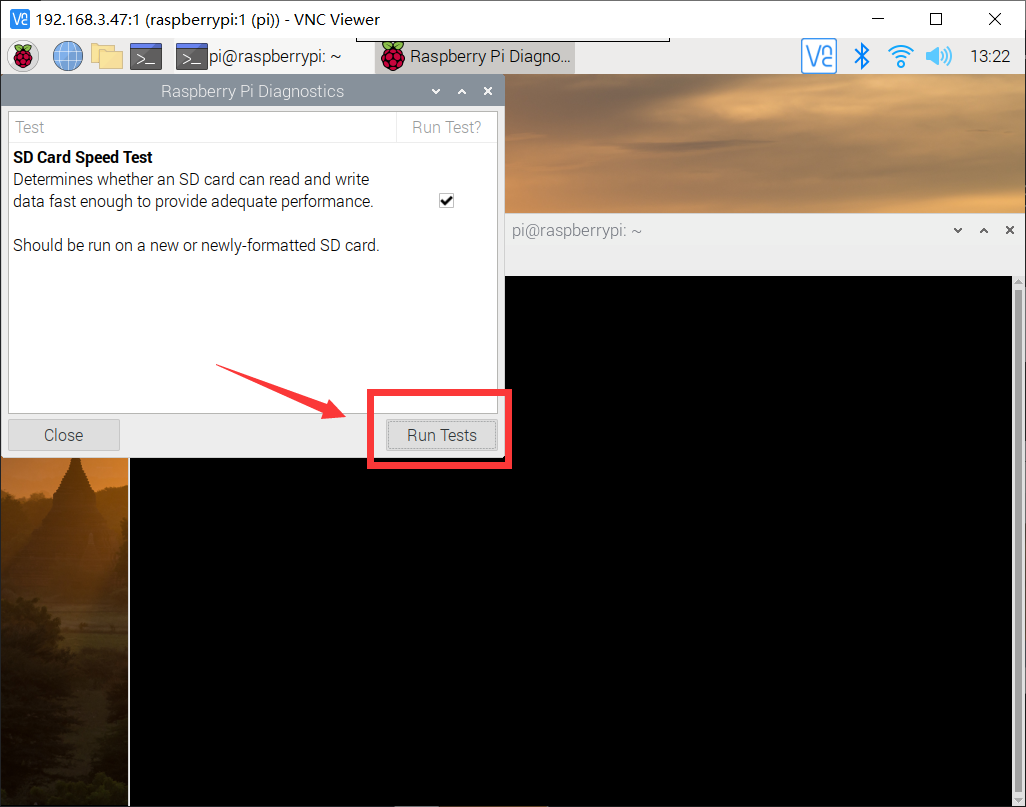 192.168.3.47:1 (raspberrypi:1 (pi)) - VNC Viewer
pi@raspberrypi: ~
Raspberry Pi Diagno...
13:22
Raspberry Pi Diagnostics
Test
Run Test?
SD Card Speed Test
Determines whether an SD card can read and write
data fast enough to provide adequate performance.
Should be run on a new or newly-formatted SD card.
pi@raspberrypi: ~
Close
Run Tests